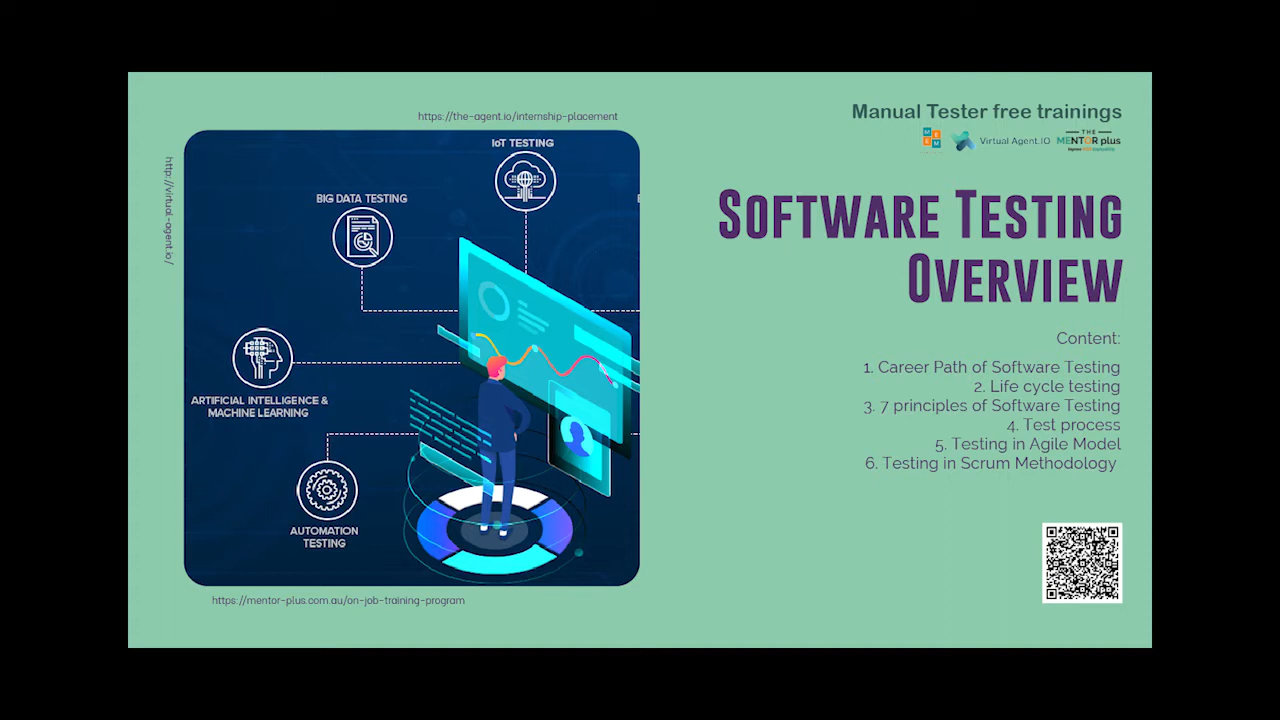 https://the-agent.io/internship-placement
Manual Tester free trainings
MEEM
Virtual Agent.IO
THE
MENTOR plus
http://virtual-agent.io/
IoT TESTING
BIG DATA TESTING
SOFTWARE TESTING
OVERVIEW
Content:
1. Career Path of Software Testing
2. Life cycle testing
3. 7 principles of Software Testing
4. Test process
5. Testing in Agile Model
6. Testing in Scrum Methodology
ARTIFICIAL INTELLIGENCE &
MACHINE LEARNING
AUTOMATION
TESTING
https://mentor-plus.com.au/on-job-training-program